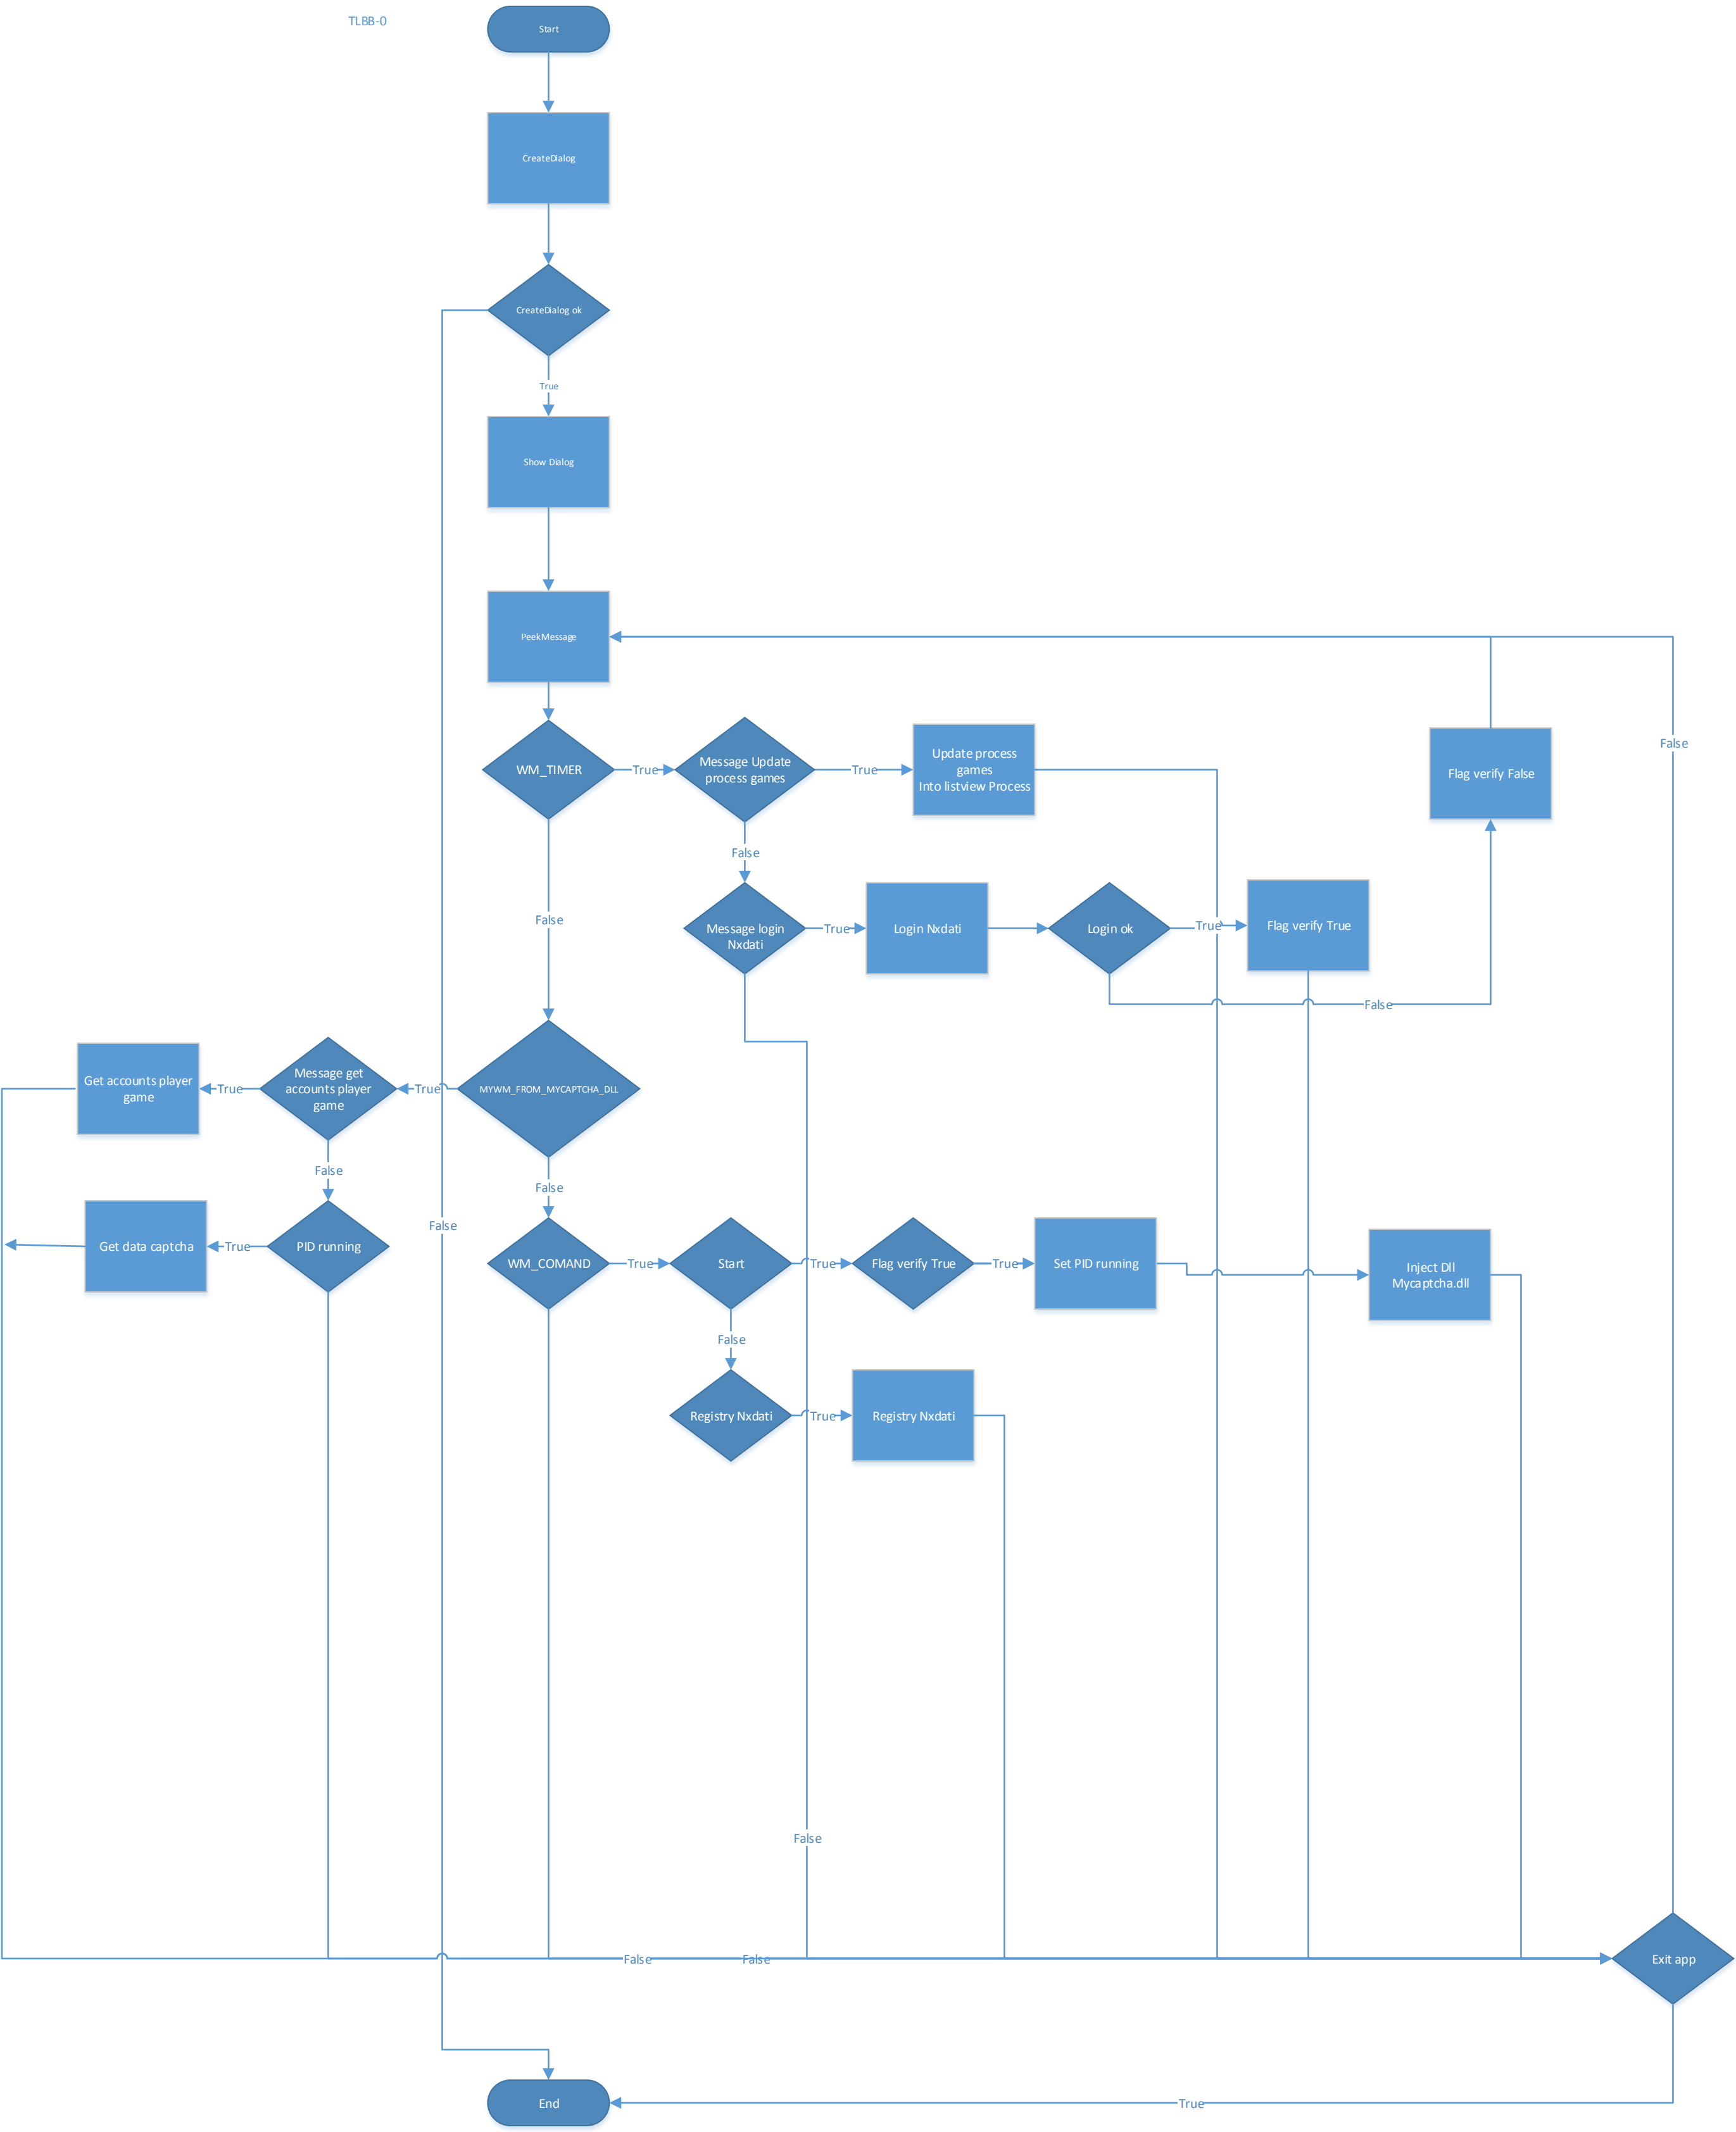 TLBB-0
Start
CreateDialog
CreateDialog ok
True
Show Dialog
PeekMessage
False
WM_TIMER
True
Message Update
process games
True
Update process
games
Into listview Process
Flag verify False
False
False
Message login
Nxdati
True
Login Nxdati
Login ok
True
Flag verify True
False
Get accounts player
game
True
Message get
accounts player
game
True
MYWM_FROM_MYCAPTCHA_DLL
False
False
False
Get data captcha
True
PID running
WM_COMAND
True
Start
True
Flag verify True
True
Set PID running
Inject Dll
Mycaptcha.dll
False
Registry Nxdati
True
Registry Nxdati
False
False
False
Exit app
End
True